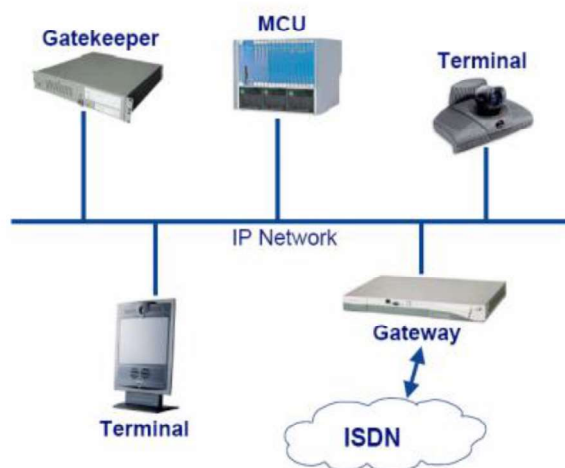 MCU
Gatekeeper
Terminal
IP Network
Gateway
Terminal
ISDN